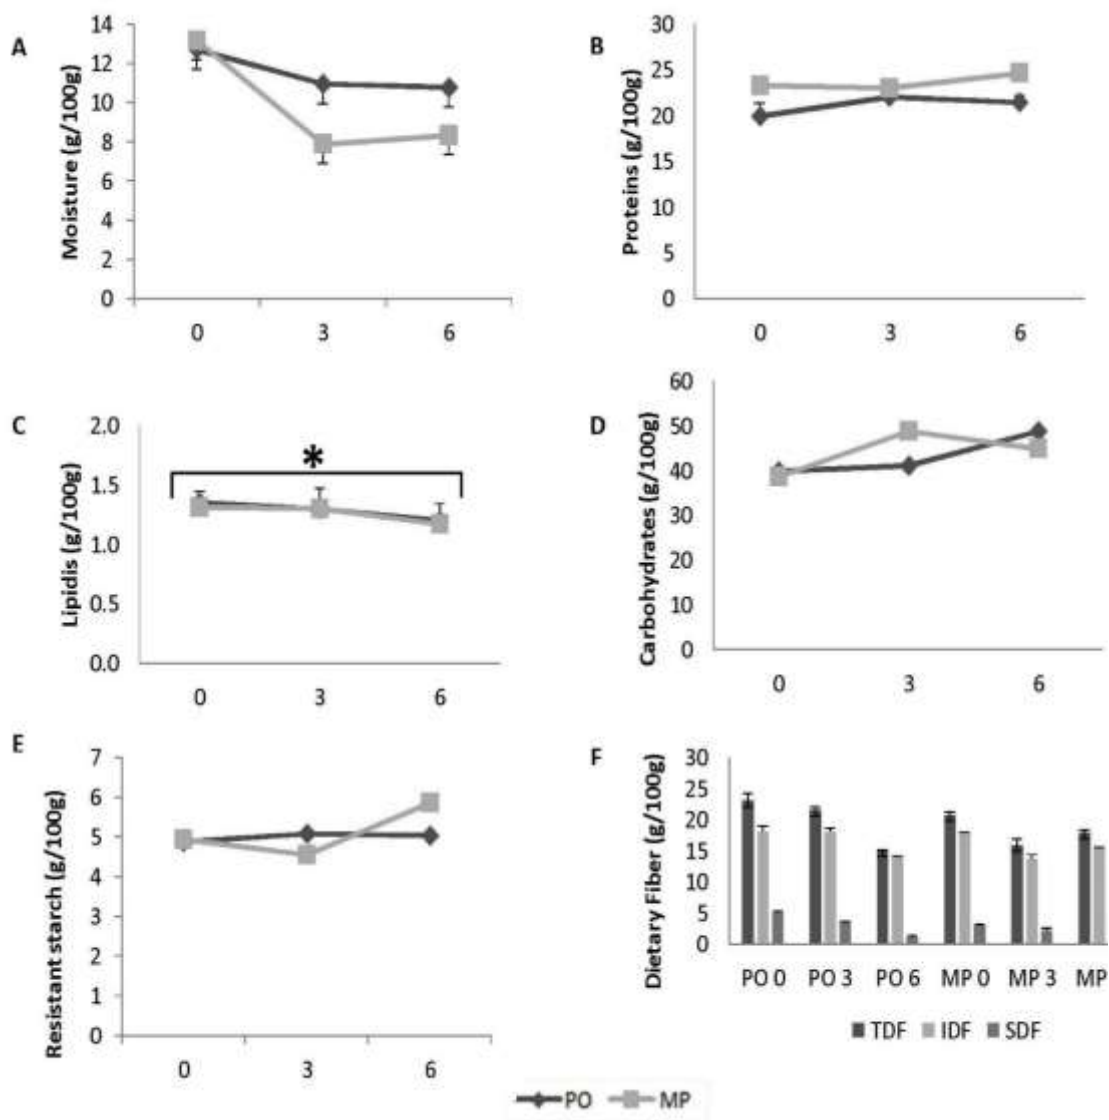 A
Moisture (g/100g)
14
12
10
8
6
4
2
0
0 3 6
B
Proteins (g/100g)
30
25
20
15
10
5
0
0 3 6
C
Lipidis (g/100g)
2.0
1.5
1.0
0.5
0.0
*
0 3 6
D
Carbohydrates (g/100g)
60
50
40
30
20
10
0
0 3 6
E
Resistant starch (g/100g)
7
6
5
4
3
2
1
0
0 3 6
F
Dietary Fiber (g/100g)
30
25
20
15
10
5
0
PO 0 PO 3 PO 6 MP 0 MP 3 MP
TDF IDF SDF
PO MP